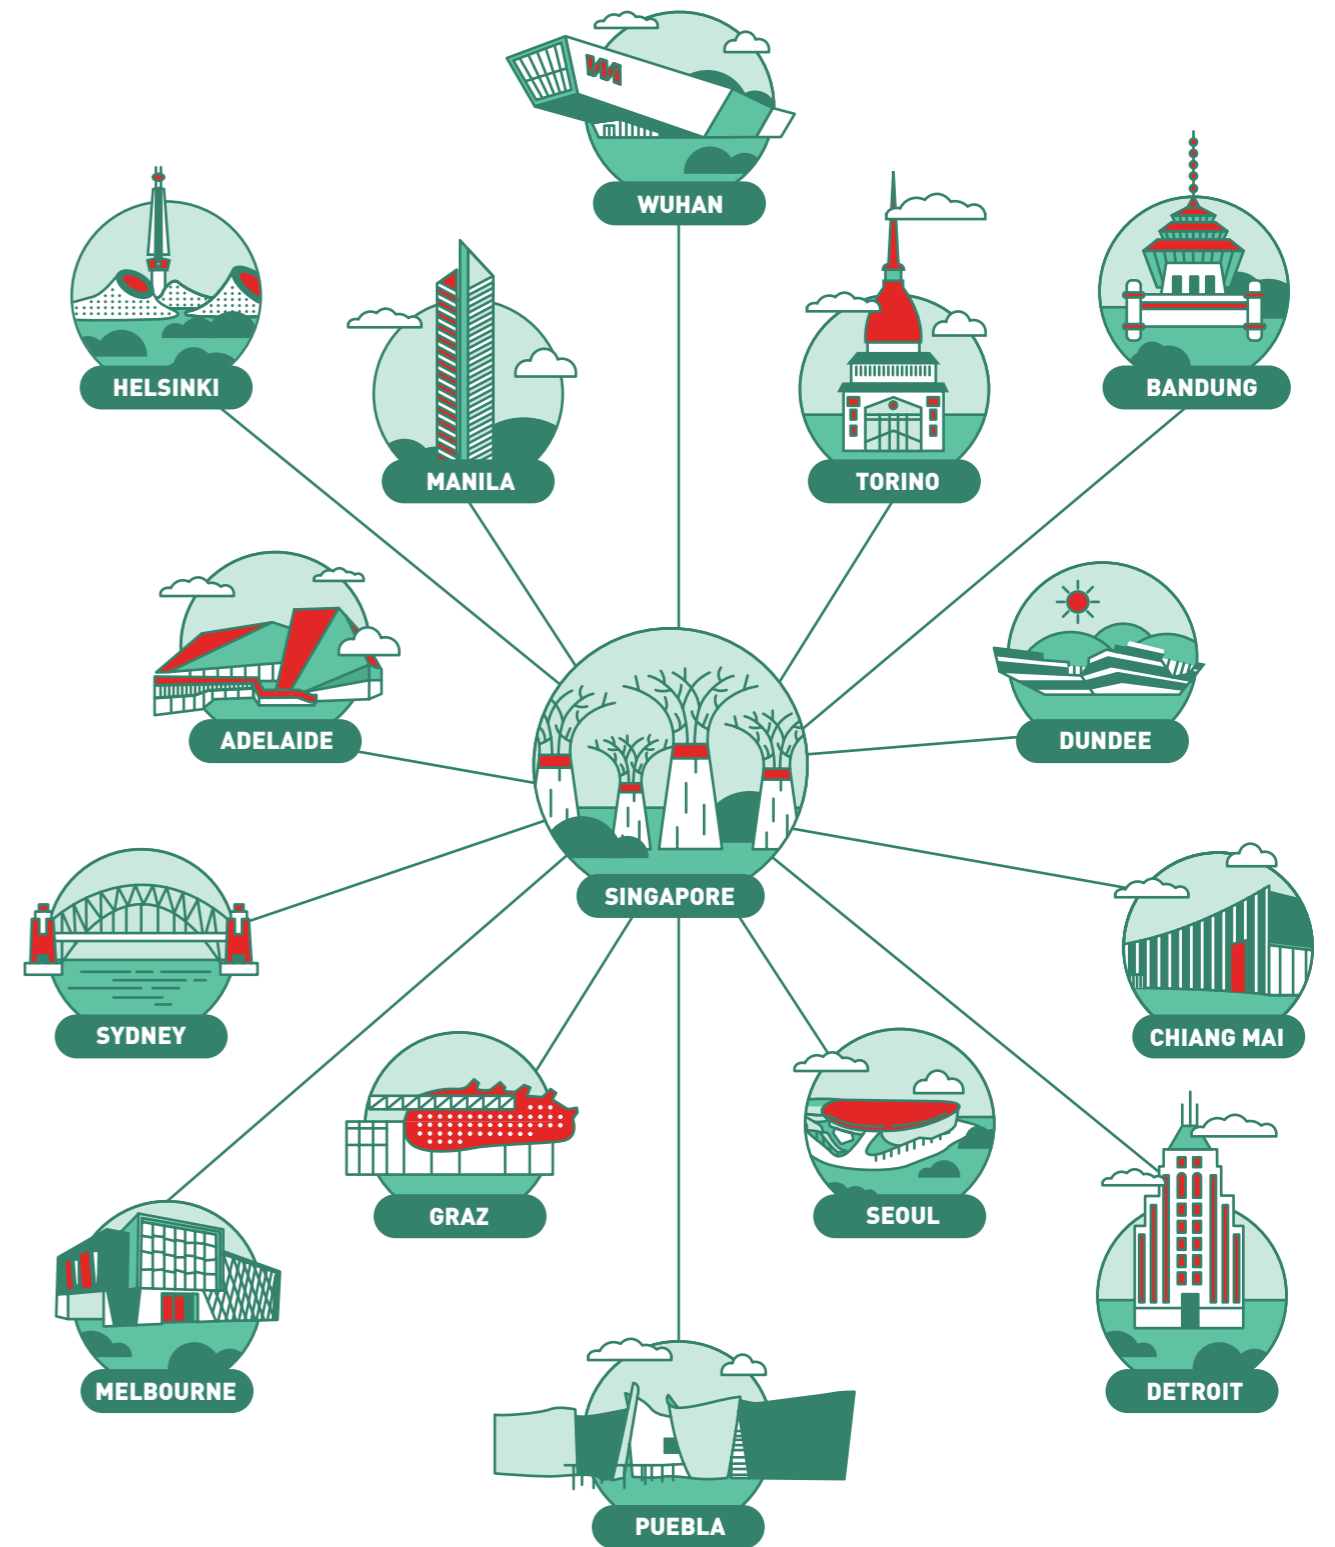 WUHAN
HELSINKI
BANDUNG
MANILA
TORINO
ADELAIDE
DUNDEE
SINGAPORE
SYDNEY
CHIANG MAI
GRAZ
SEOUL
MELBOURNE
DETROIT
PUEBLA